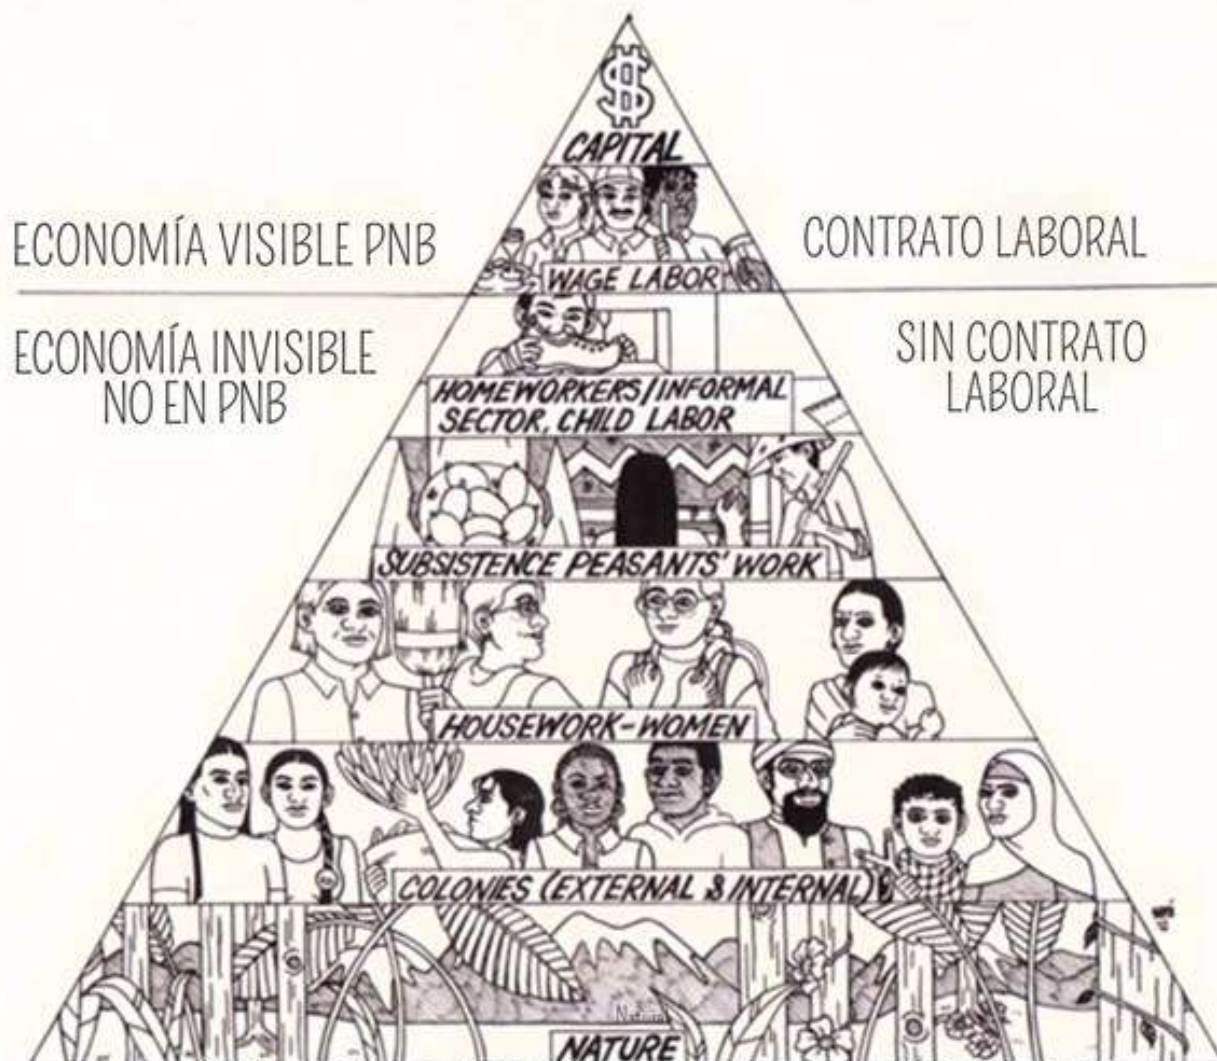 $
CAPITAL
ECONOMÍA VISIBLE PNB
CONTRATO LABORAL
WAGE LABOR
ECONOMÍA INVISIBLE
NO EN PNB
SIN CONTRATO
LABORAL
HOMEWORKERS/INFORMAL
SECTOR, CHILD LABOR
SUBSISTENCE PEASANTS' WORK
HOUSEWORK-WOMEN
COLONIES (EXTERNAL & INTERNAL)
NATURE